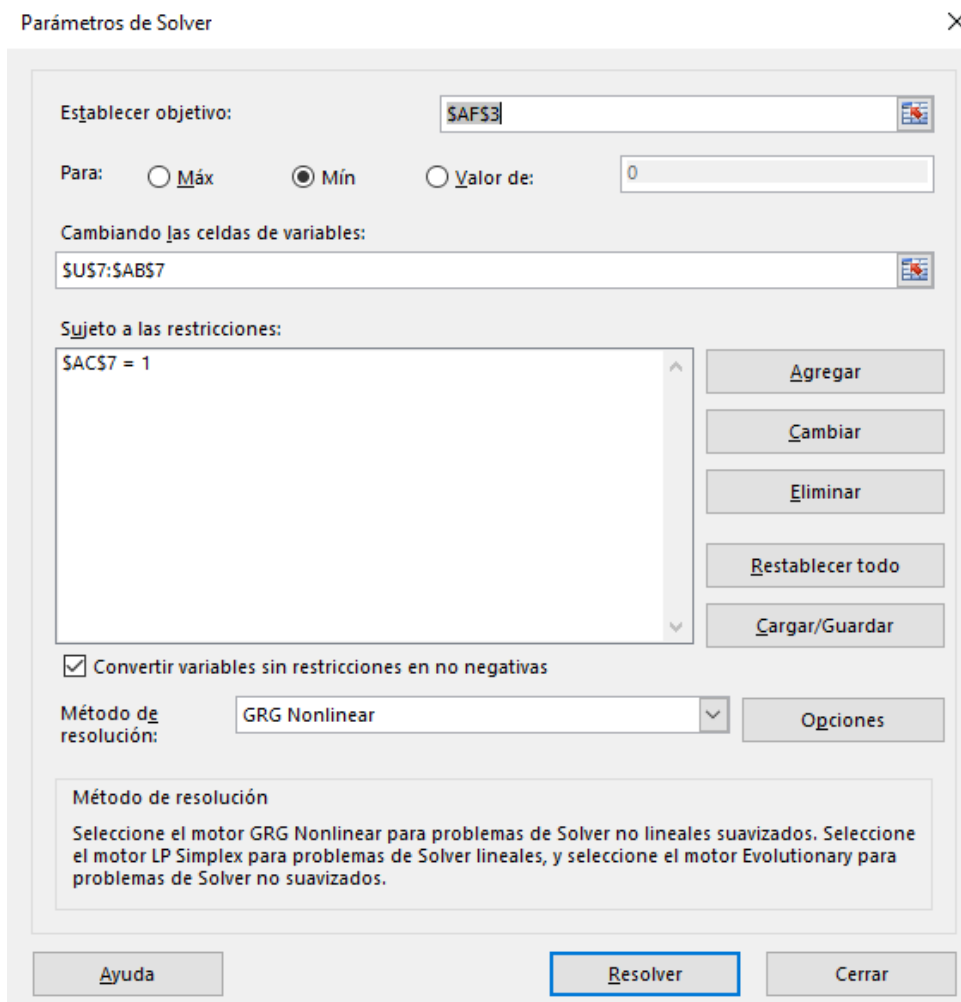 Parámetros de Solver
Establecer objetivo:
$AF$3
Para:
Máx
Mín
Valor de:
0
Cambiando las celdas de variables:
$U$7:$AB$7
Sujeto a las restricciones:
$AC$7 = 1
Agregar
Cambiar
Eliminar
Restablecer todo
Cargar/Guardar
Convertir variables sin restricciones en no negativas
Método de
resolución:
GRG Nonlinear
Opciones
Método de resolución
Seleccione el motor GRG Nonlinear para problemas de Solver no lineales suavizados. Seleccione
el motor LP Simplex para problemas de Solver lineales, y seleccione el motor Evolutionary para
problemas de Solver no suavizados.
Ayuda
Resolver
Cerrar